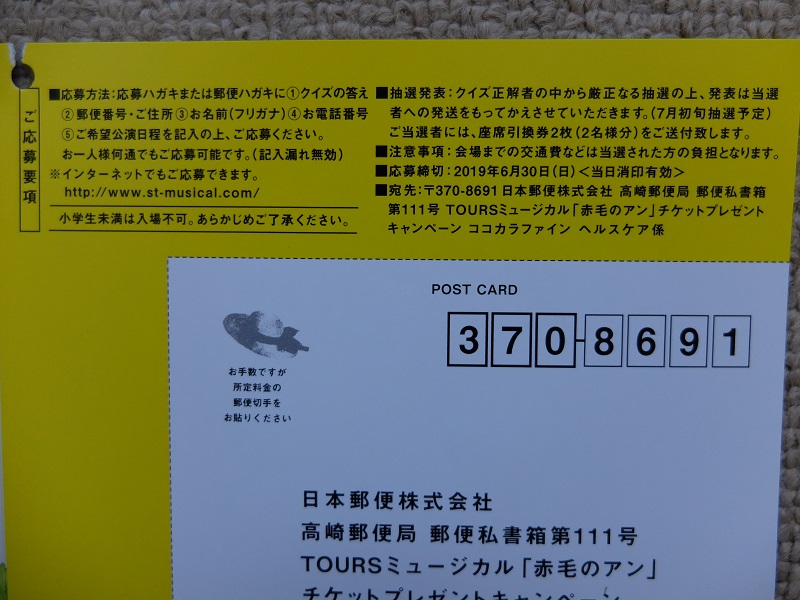 ご応募要項
■応募方法:応募ハガキまたは郵便ハガキに①クイズの答え
②郵便番号・ご住所③お名前(フリガナ)④お電話番号
⑤ご希望公演日程を記入の上、ご応募ください。
お一人様何通でもご応募可能です。(記入漏れ無効)
※インターネットでもご応募できます。
http://www.st-musical.com/
小学生未満は入場不可。あらかじめご了承ください。
■抽選発表:クイズ正解者の中から厳正なる抽選の上、発表は当選
者への発送をもってかえさせていただきます。(7月初旬抽選予定)
ご当選者には、座席引換券2枚(2名様分)をご送付致します。
■注意事項:会場までの交通費などは当選された方の負担となります。
■応募締切:2019年6月30日(日)<当日消印有効>
■宛先:〒370-8691 日本郵便株式会社 高崎郵便局 郵便私書箱
第111号 TOURSミュージカル「赤毛のアン」チケットプレゼント
キャンペーン ココカラファイン ヘルスケア係
POST CARD
370-8691
お手数ですが
所定料金の
郵便切手を
お貼りください
日本郵便株式会社
高崎郵便局 郵便私書箱第111号
TOURSミュージカル「赤毛のアン」
チケットプレゼントキャンペーン